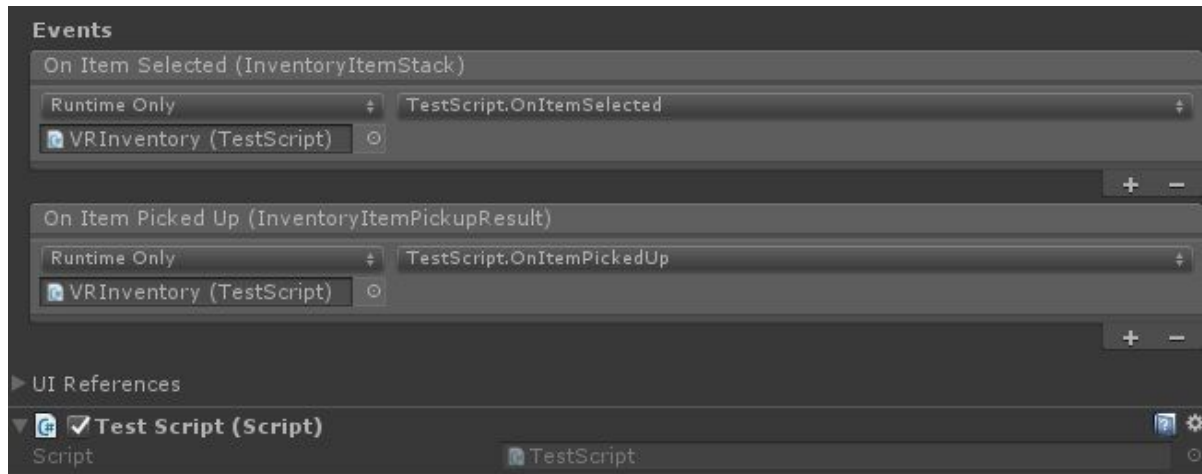 Events
On Item Selected (InventoryItemStack)
Runtime Only TestScript.OnItemSelected
VRInventory (TestScript)
+ −
On Item Picked Up (InventoryItemPickupResult)
Runtime Only TestScript.OnItemPickedUp
VRInventory (TestScript)
+ −
UI References
Test Script (Script)
Script TestScript